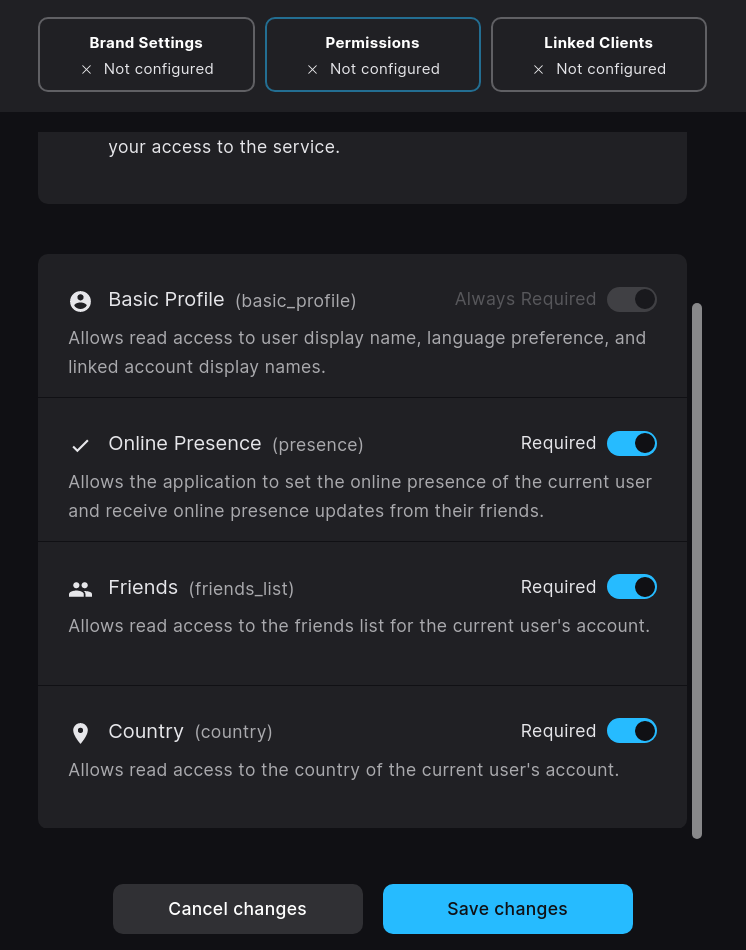 Brand Settings
Not configured
Permissions
Not configured
Linked Clients
Not configured
your access to the service.
Basic Profile (basic_profile)
Always Required
Allows read access to user display name, language preference, and
linked account display names.
Online Presence (presence)
Required
Allows the application to set the online presence of the current user
and receive online presence updates from their friends.
Friends (friends_list)
Required
Allows read access to the friends list for the current user's account.
Country (country)
Required
Allows read access to the country of the current user's account.
Cancel changes
Save changes